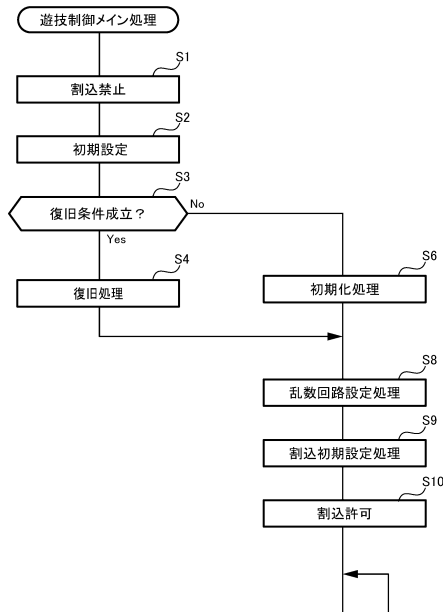 遊技制御メイン処理
S1
割込禁止
S2
初期設定
S3
復旧条件成立？
No
Yes
S4
復旧処理
S6
初期化処理
S8
乱数回路設定処理
S9
割込初期設定処理
S10
割込許可